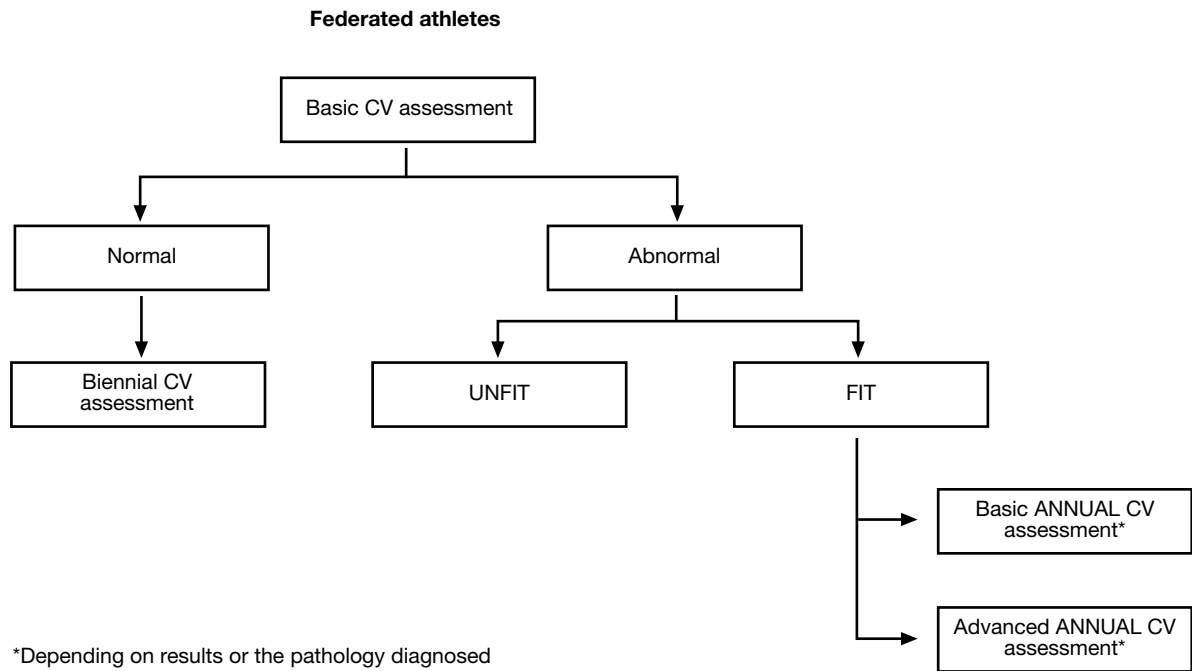 Federated athletes
Basic CV assessment
Normal
Abnormal
Biennial CV
assessment
UNFIT
FIT
Basic ANNUAL CV
assessment*
Advanced ANNUAL CV
assessment*
*Depending on results or the pathology diagnosed